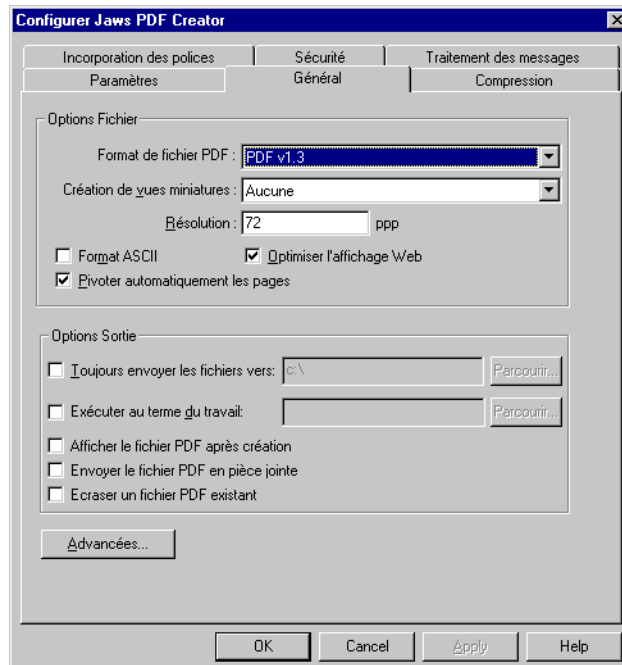 Configurer Jaws PDF Creator
Incorporation des polices Sécurité Traitement des messages
Paramètres Général Compression
Options Fichier
Format de fichier PDF : PDF v1.3
Création de vues miniatures : Aucune
Résolution : 72 ppp
Format ASCII Optimiser l'affichage Web
Pivoter automatiquement les pages
Options Sortie
Toujours envoyer les fichiers vers: c:\ Parcourir...
Exécuter au terme du travail: Parcourir...
Afficher le fichier PDF après création
Envoyer le fichier PDF en pièce jointe
Ecraser un fichier PDF existant
Advancées...
OK Cancel Apply Help